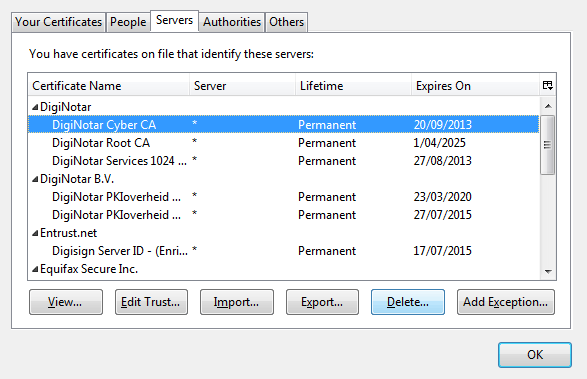 Your Certificates People Servers Authorities Others
You have certificates on file that identify these servers:
Certificate Name Server Lifetime Expires On
DigiNotar
DigiNotar Cyber CA * Permanent 20/09/2013
DigiNotar Root CA * Permanent 1/04/2025
DigiNotar Services 1024 ... * Permanent 27/08/2013
DigiNotar B.V.
DigiNotar PKIoverheid ... * Permanent 23/03/2020
DigiNotar PKIoverheid ... * Permanent 27/07/2015
Entrust.net
Digisign Server ID - (Enri... * Permanent 17/07/2015
Equifax Secure Inc.
View... Edit Trust... Import... Export... Delete... Add Exception...
OK